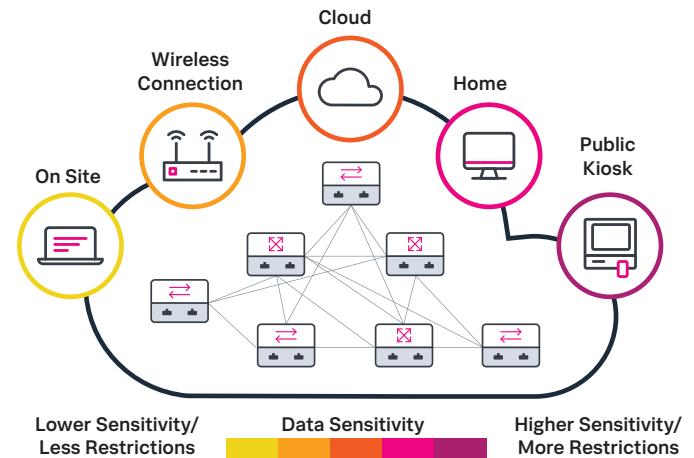 Cloud
Wireless
Connection
Home
Public
Kiosk
On Site
Lower Sensitivity/
Less Restrictions
Data Sensitivity
Higher Sensitivity/
More Restrictions